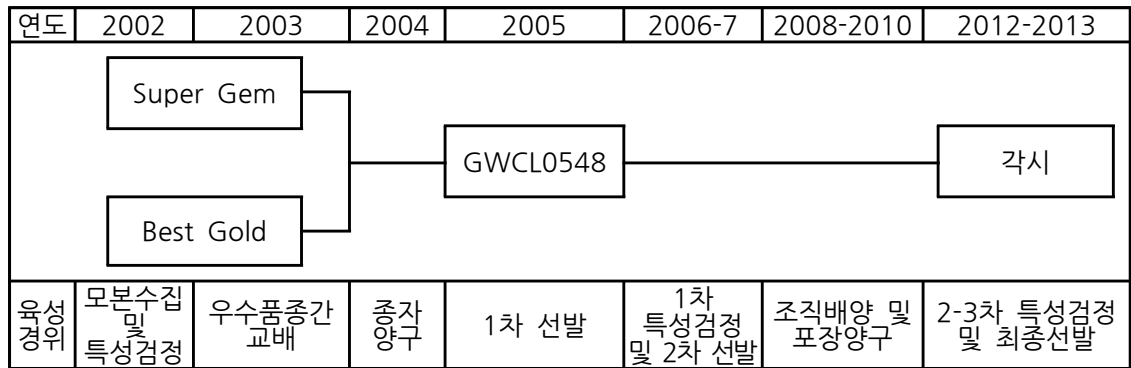 연도 2002 2003 2004 2005 2006-7 2008-2010 2012-2013
Super Gem
GWCL0548
각시
Best Gold
육성
경위
모본수집
및
특성검정
우수품종간
교배
종자
양구
1차 선발
1차
특성검정
및 2차 선발
조직배양 및
포장양구
2-3차 특성검정
및 최종선발